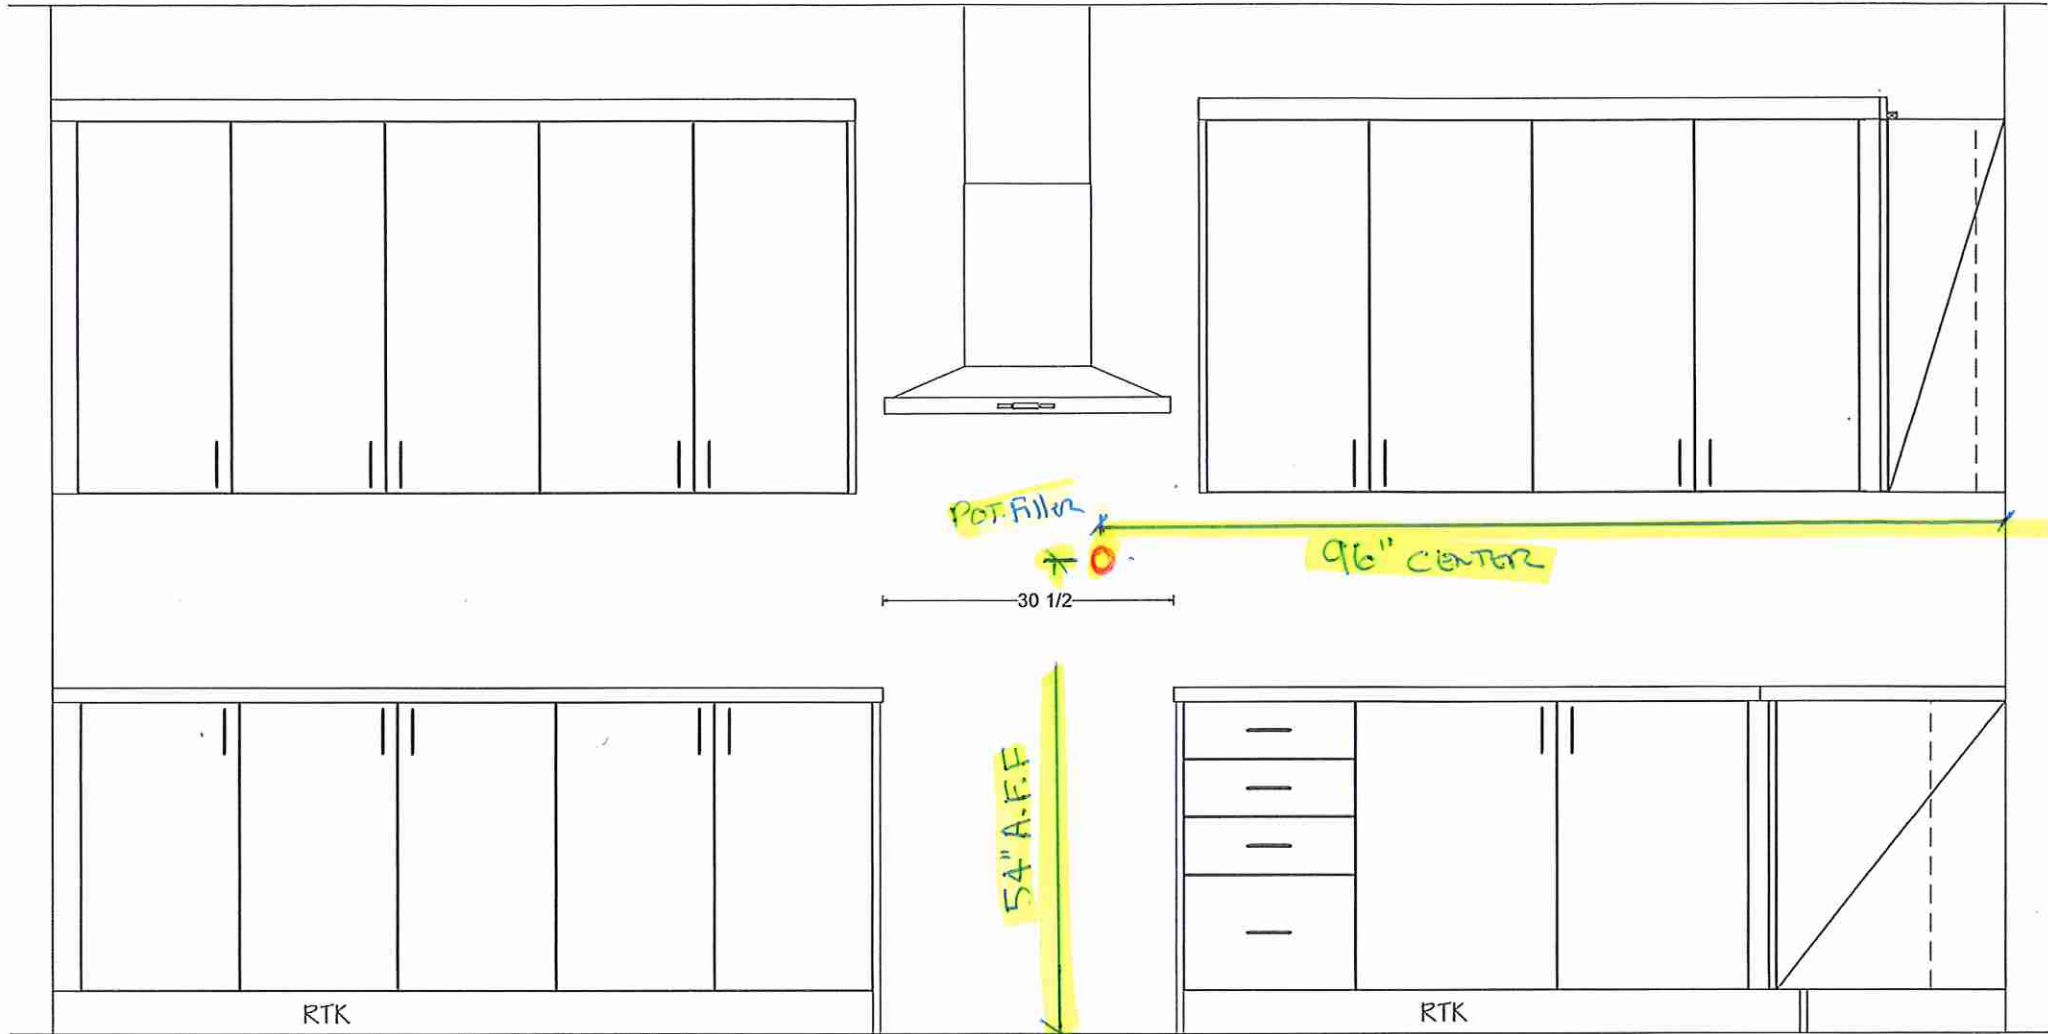 POT. Filler
96" CENTER
30 1/2
54" A.F.F
RTK
RTK